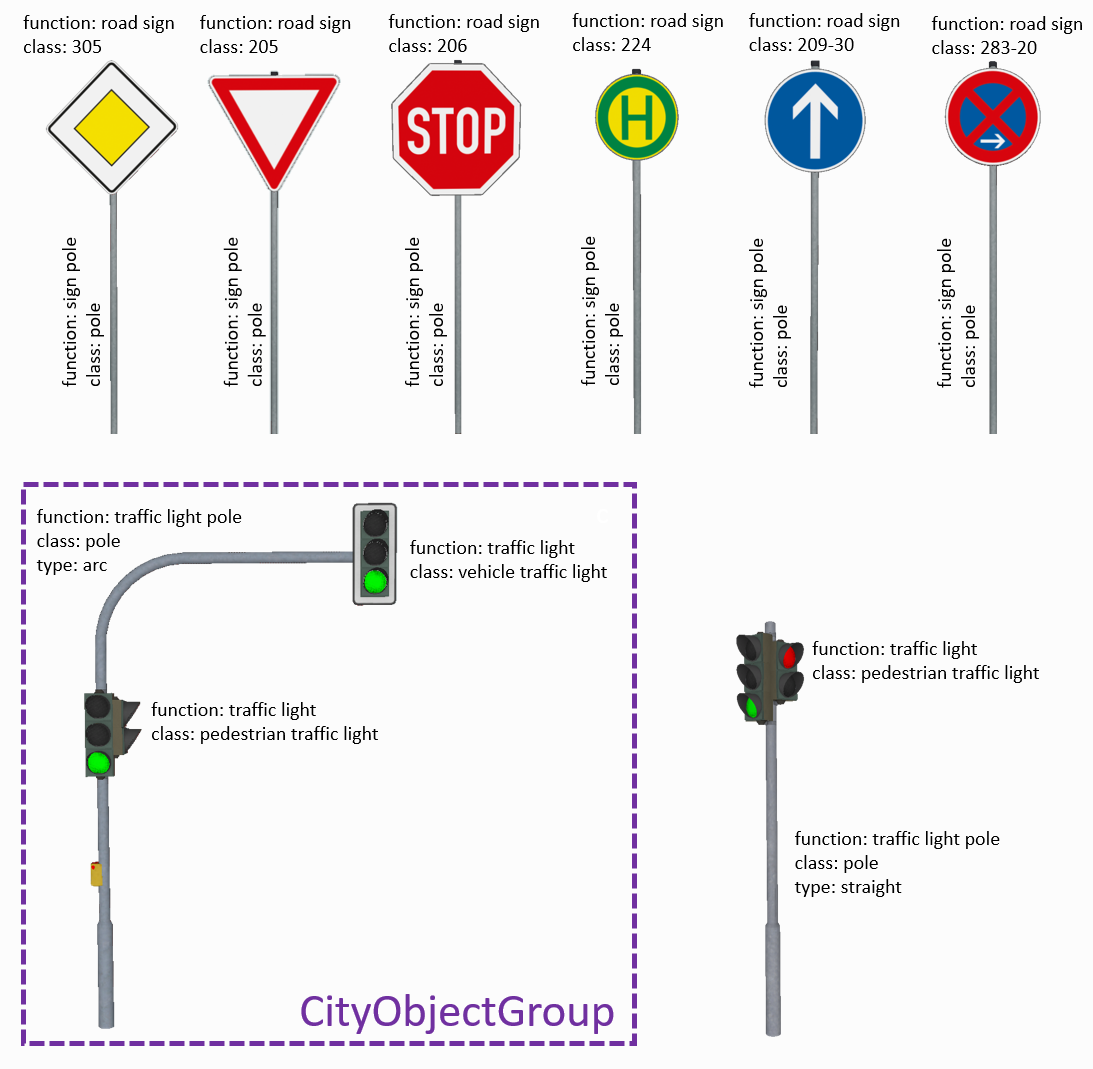 function: road sign
class: 305
function: road sign
class: 205
function: road sign
class: 206
function: road sign
class: 224
function: road sign
class: 209-30
function: road sign
class: 283-20
STOP
H
function: sign pole
class: pole
function: sign pole
class: pole
function: sign pole
class: pole
function: sign pole
class: pole
function: sign pole
class: pole
function: sign pole
class: pole
function: traffic light pole
class: pole
type: arc
function: traffic light
class: vehicle traffic light
function: traffic light
class: pedestrian traffic light
function: traffic light
class: pedestrian traffic light
function: traffic light pole
class: pole
type: straight
CityObjectGroup